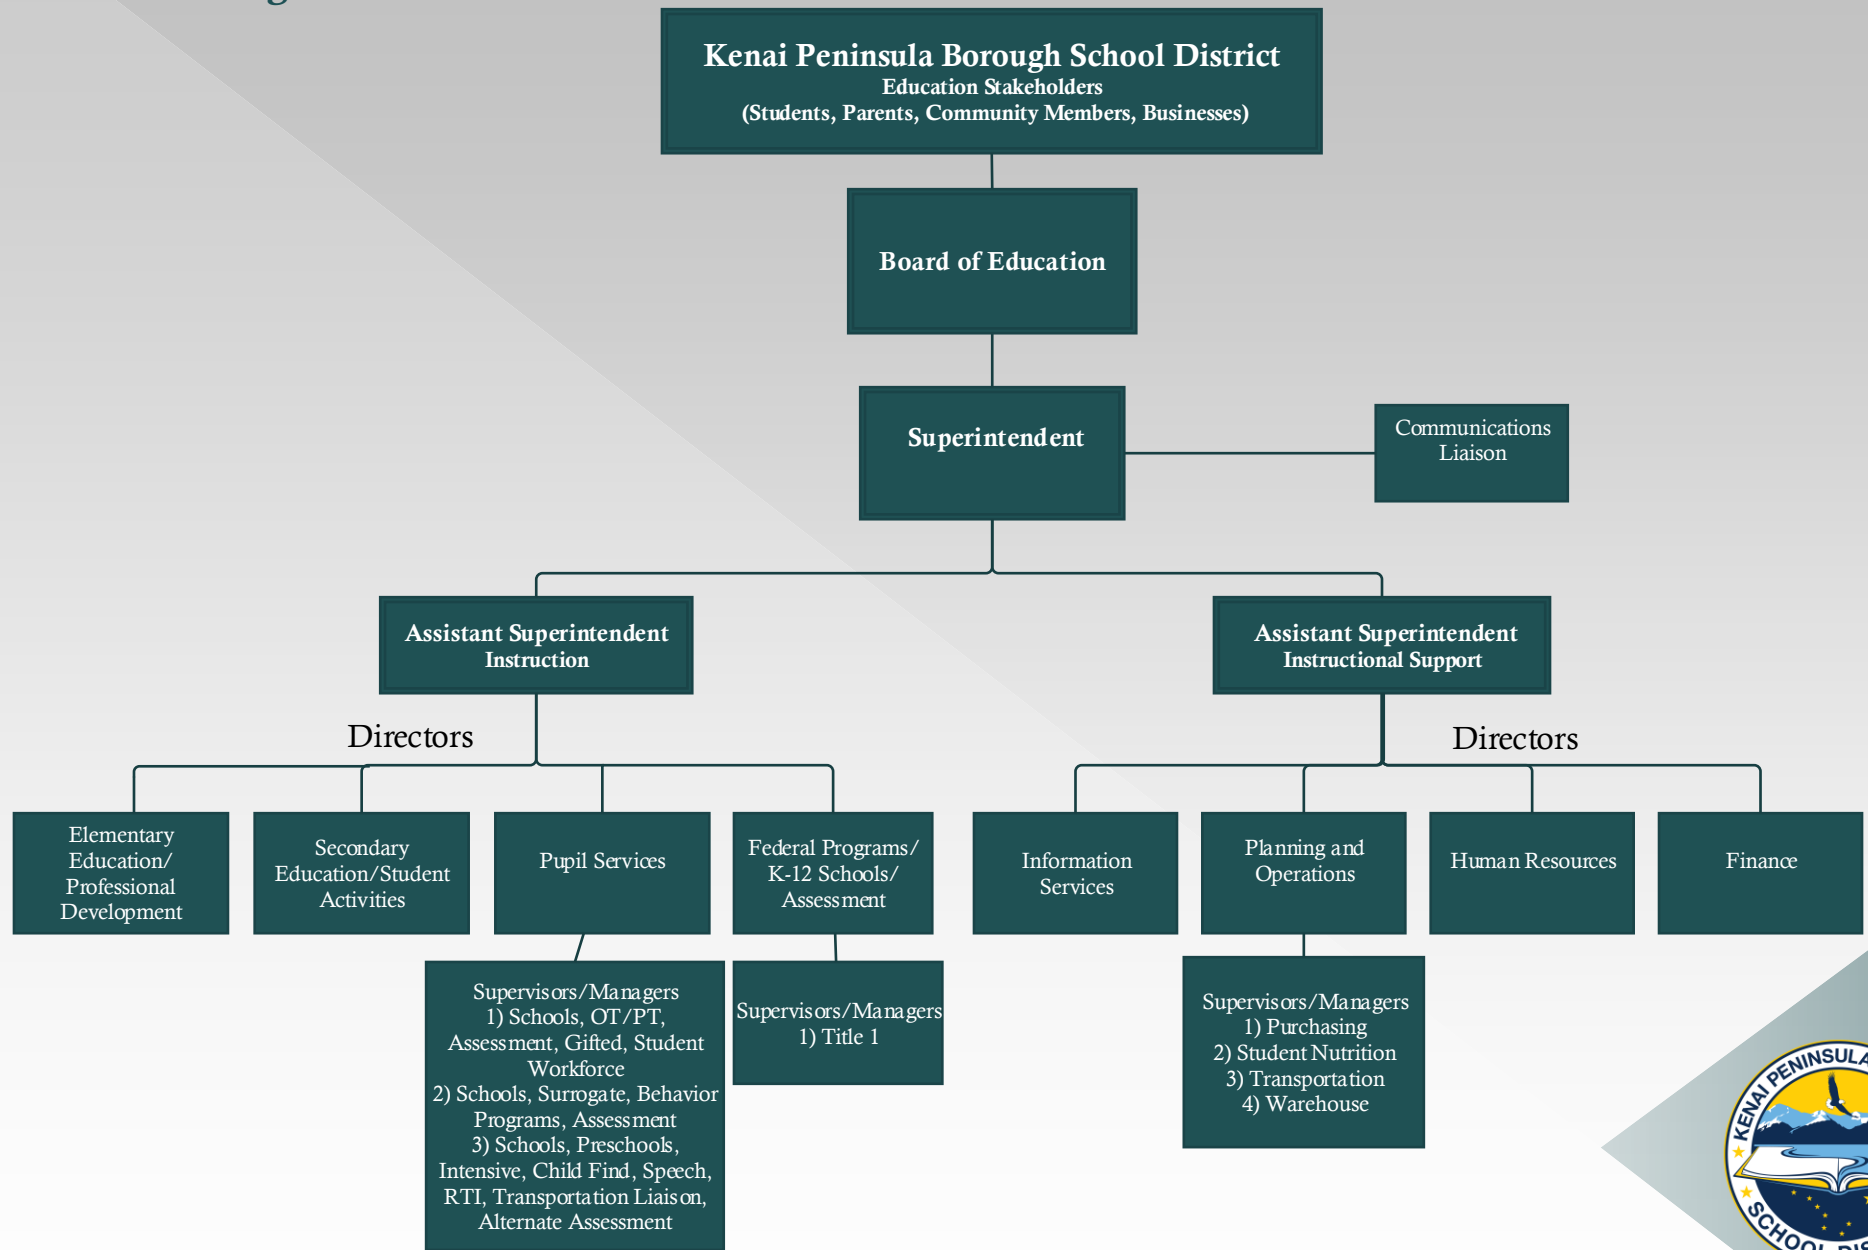 Kenai Peninsula Borough School District
Education Stakeholders
(Students, Parents, Community Members, Businesses)
Board of Education
Superintendent
Communications
Liaison
Assistant Superintendent
Instruction
Assistant Superintendent
Instructional Support
Directors
Directors
Elementary
Education/
Professional
Development
Secondary
Education/Student
Activities
Pupil Services
Federal Programs/
K-12 Schools/
Assessment
Information
Services
Planning and
Operations
Human Resources
Finance
Supervisors/Managers
1) Schools, OT/PT,
Assessment, Gifted, Student
Workforce
2) Schools, Surrogate, Behavior
Programs, Assessment
3) Schools, Preschools,
Intensive, Child Find, Speech,
RTI, Transportation Liaison,
Alternate Assessment
Supervisors/Managers
1) Title 1
Supervisors/Managers
1) Purchasing
2) Student Nutrition
3) Transportation
4) Warehouse
KENAI PENINSULA
SCHOOL